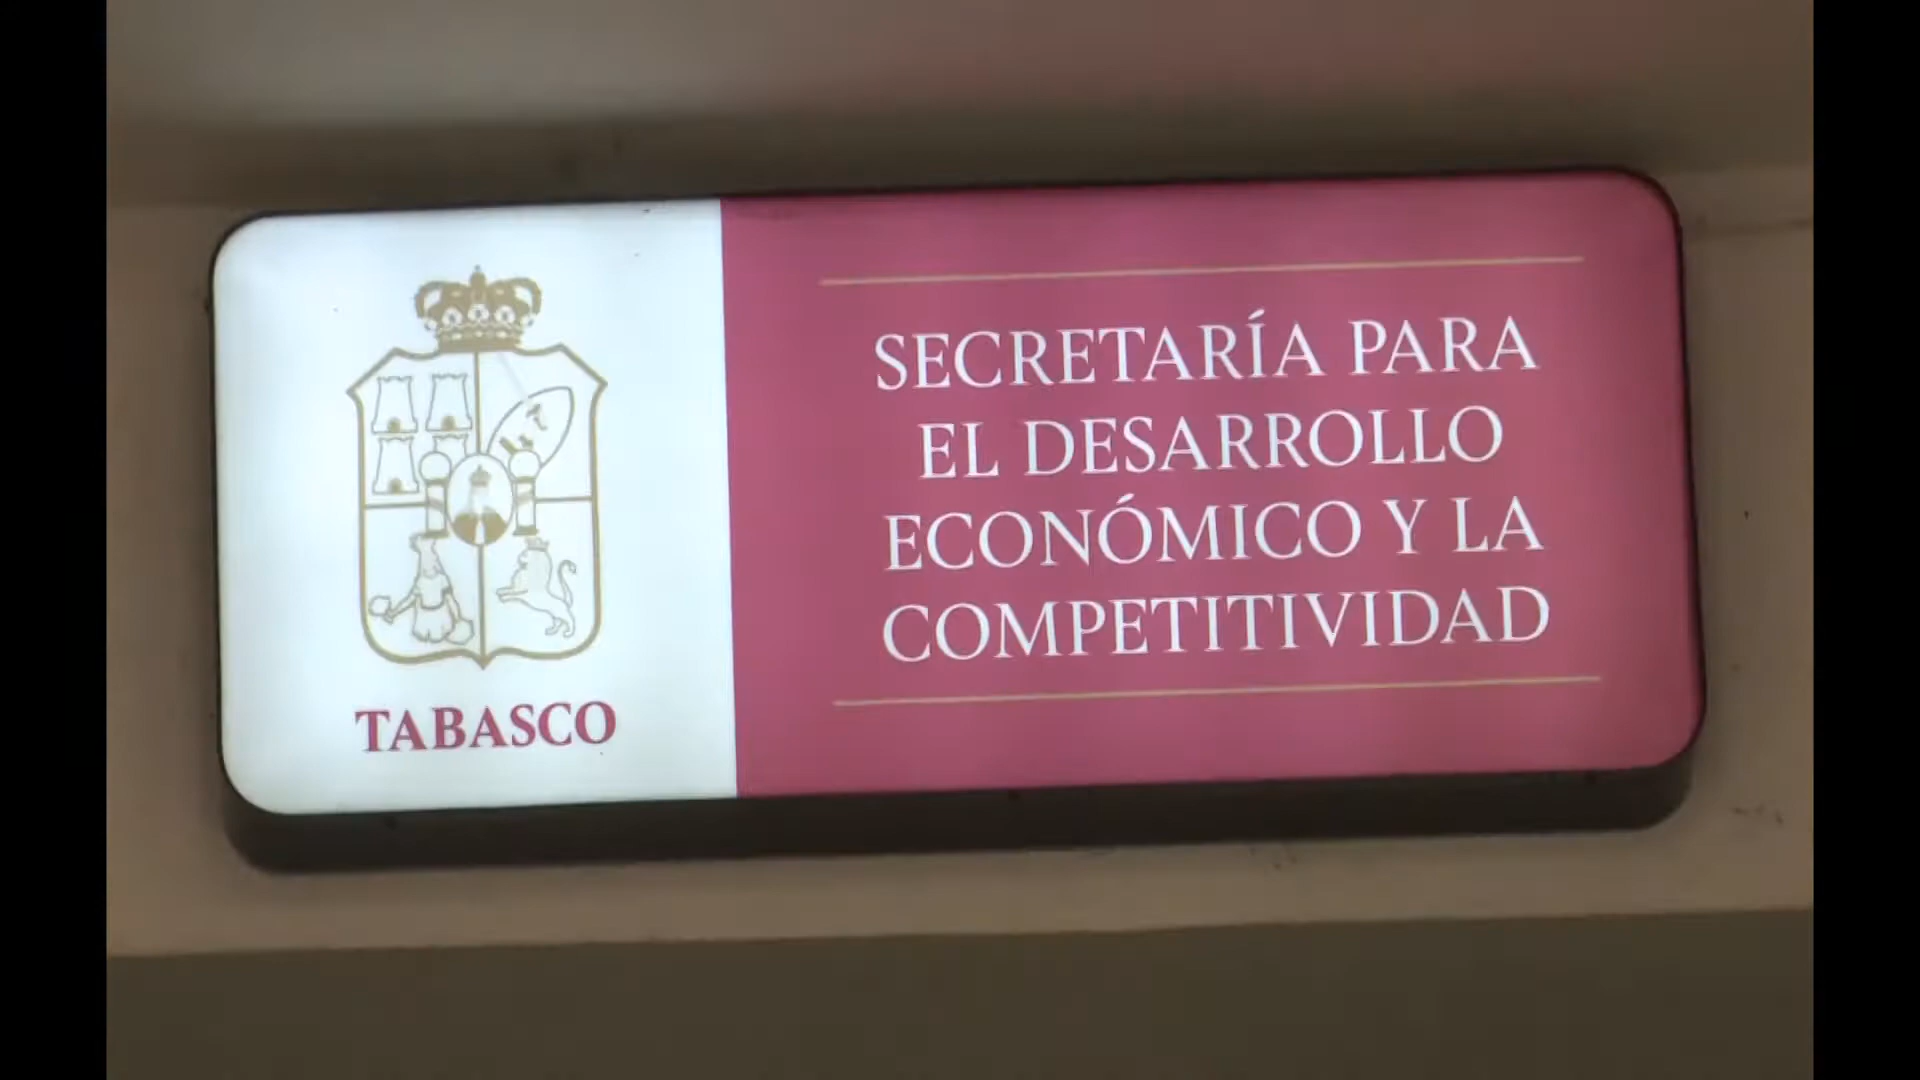 TABASCO
SECRETARÍA PARA
EL DESARROLLO
ECONÓMICO Y LA
COMPETITIVIDAD